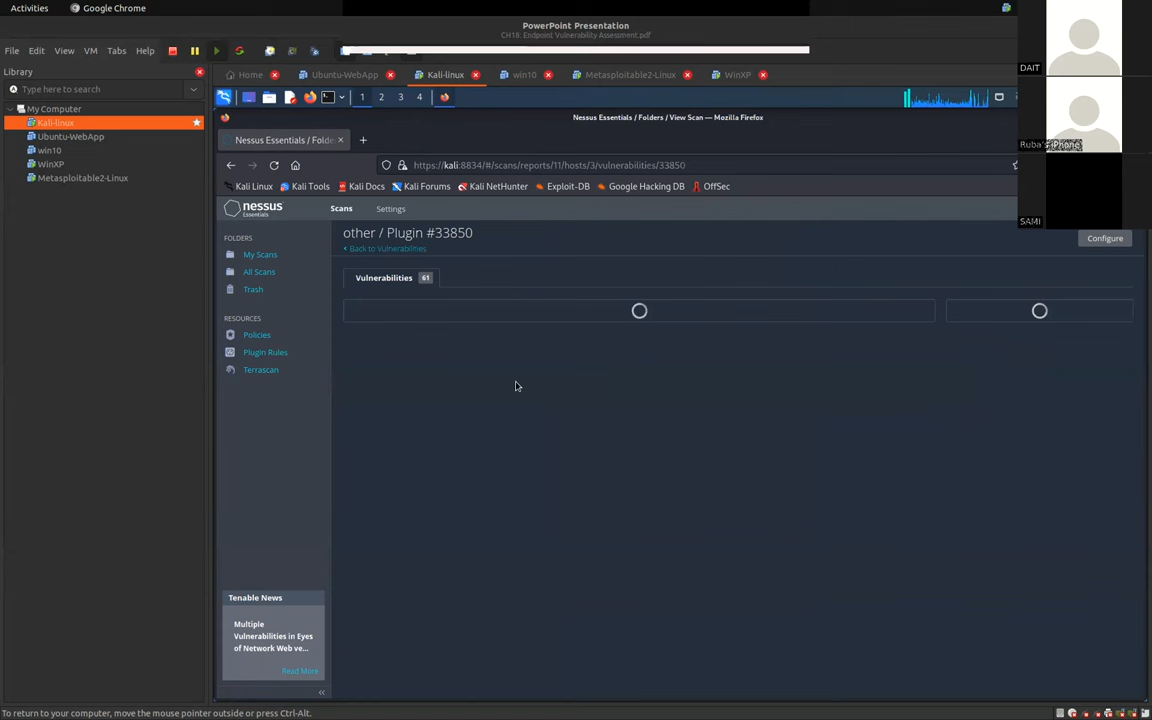 Activities
Google Chrome
PowerPoint Presentation
CH18: Endpoint Vulnerability Assessment.pdf
File Edit View VM Tabs Help
Library
Type here to search
My Computer
Kali-linux
Ubuntu-WebApp
win10
WinXP
Metasploitable2-Linux
Home
Ubuntu-WebApp
Kali-linux
win10
Metasploitable2-Linux
WinXP
1 2 3 4
Nessus Essentials / Folders / View Scan — Mozilla Firefox
Nessus Essentials / Folde
https://kali:8834/#/scans/reports/11/hosts/3/vulnerabilities/33850
Kali Linux Kali Tools Kali Docs Kali Forums Kali NetHunter Exploit-DB Google Hacking DB OffSec
nessus
Essentials
Scans
Settings
FOLDERS
My Scans
All Scans
Trash
RESOURCES
Policies
Plugin Rules
Terrascan
other / Plugin #33850
Back to Vulnerabilities
Configure
Vulnerabilities 61
Tenable News
Multiple
Vulnerabilities in Eyes
of Network Web ve...
Read More
DAIT
Ruba's iPhone
SAMI
To return to your computer, move the mouse pointer outside or press Ctrl-Alt.